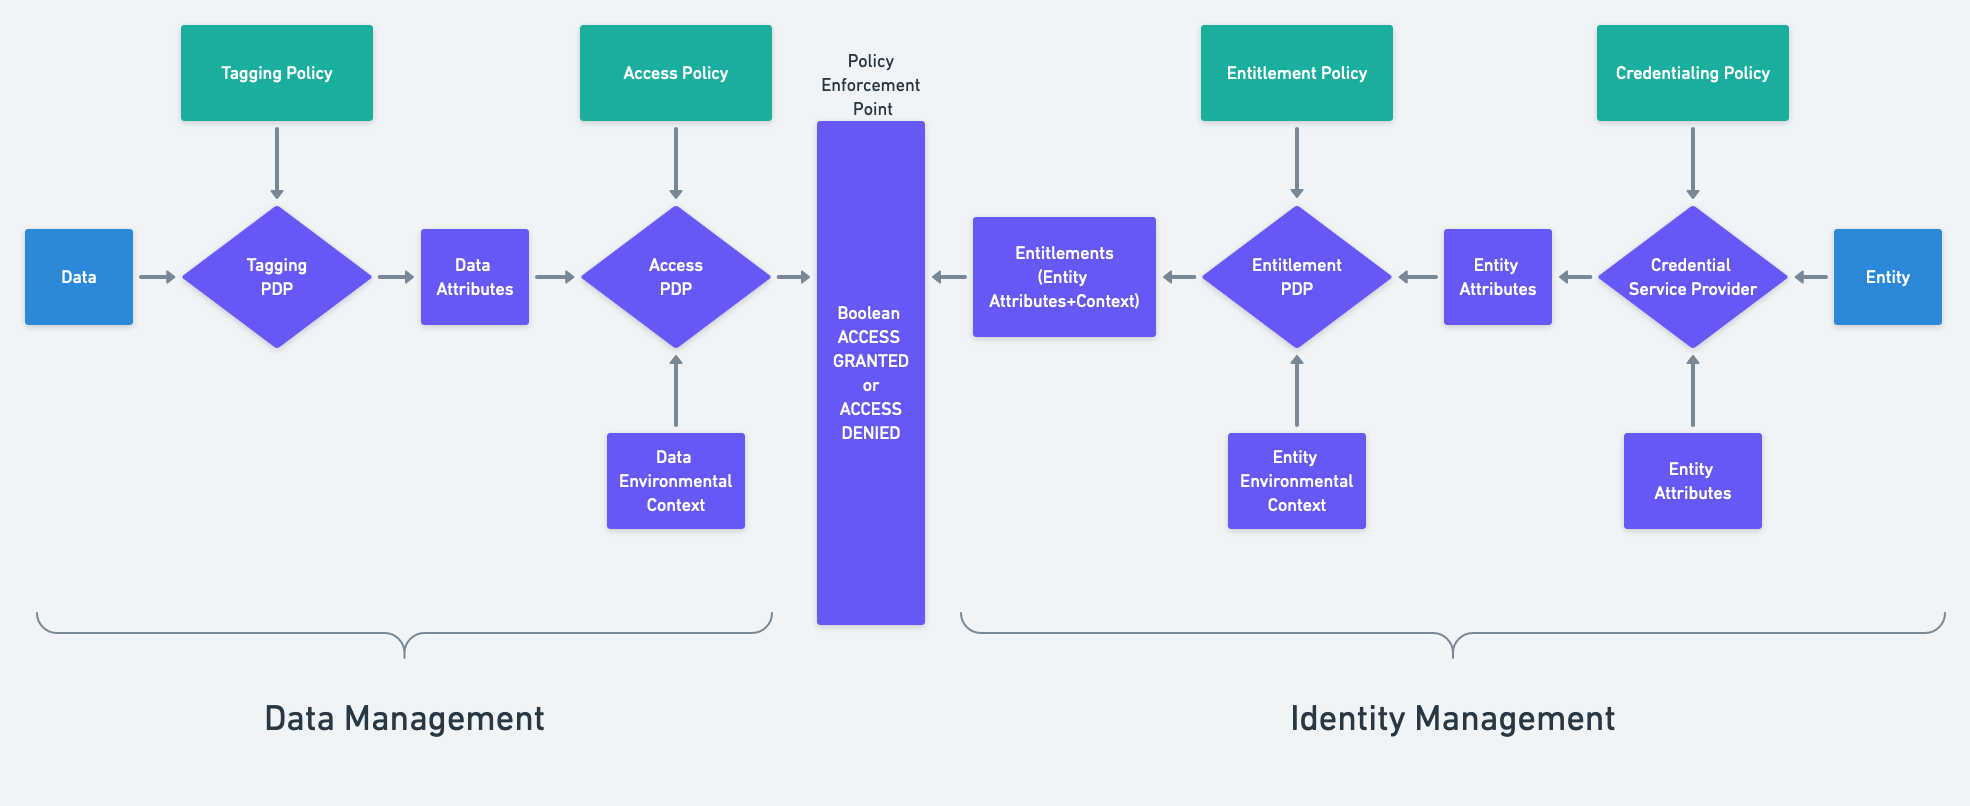 Tagging Policy
Access Policy
Policy
Enforcement
Point
Entitlement Policy
Credentialing Policy
Data
Tagging
PDP
Data
Attributes
Access
PDP
Boolean
ACCESS
GRANTED
or
ACCESS
DENIED
Entitlements
(Entity
Attributes+Context)
Entitlement
PDP
Entity
Attributes
Credential
Service Provider
Entity
Data
Environmental
Context
Entity
Environmental
Context
Entity
Attributes
Data Management
Identity Management